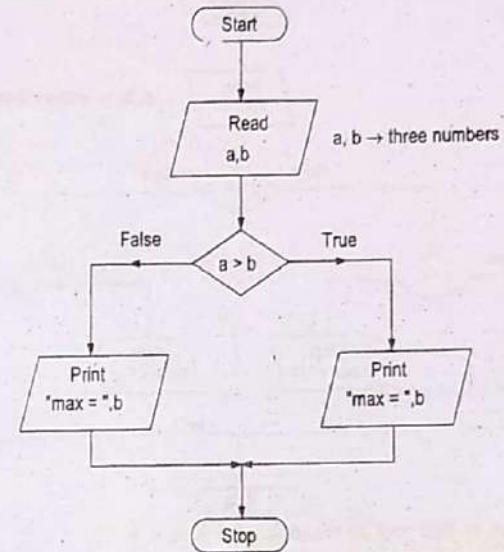 Start
Read
a,b
a, b → three numbers
False
True
a > b
Print
"max = ",b
Print
"max = ",b
Stop